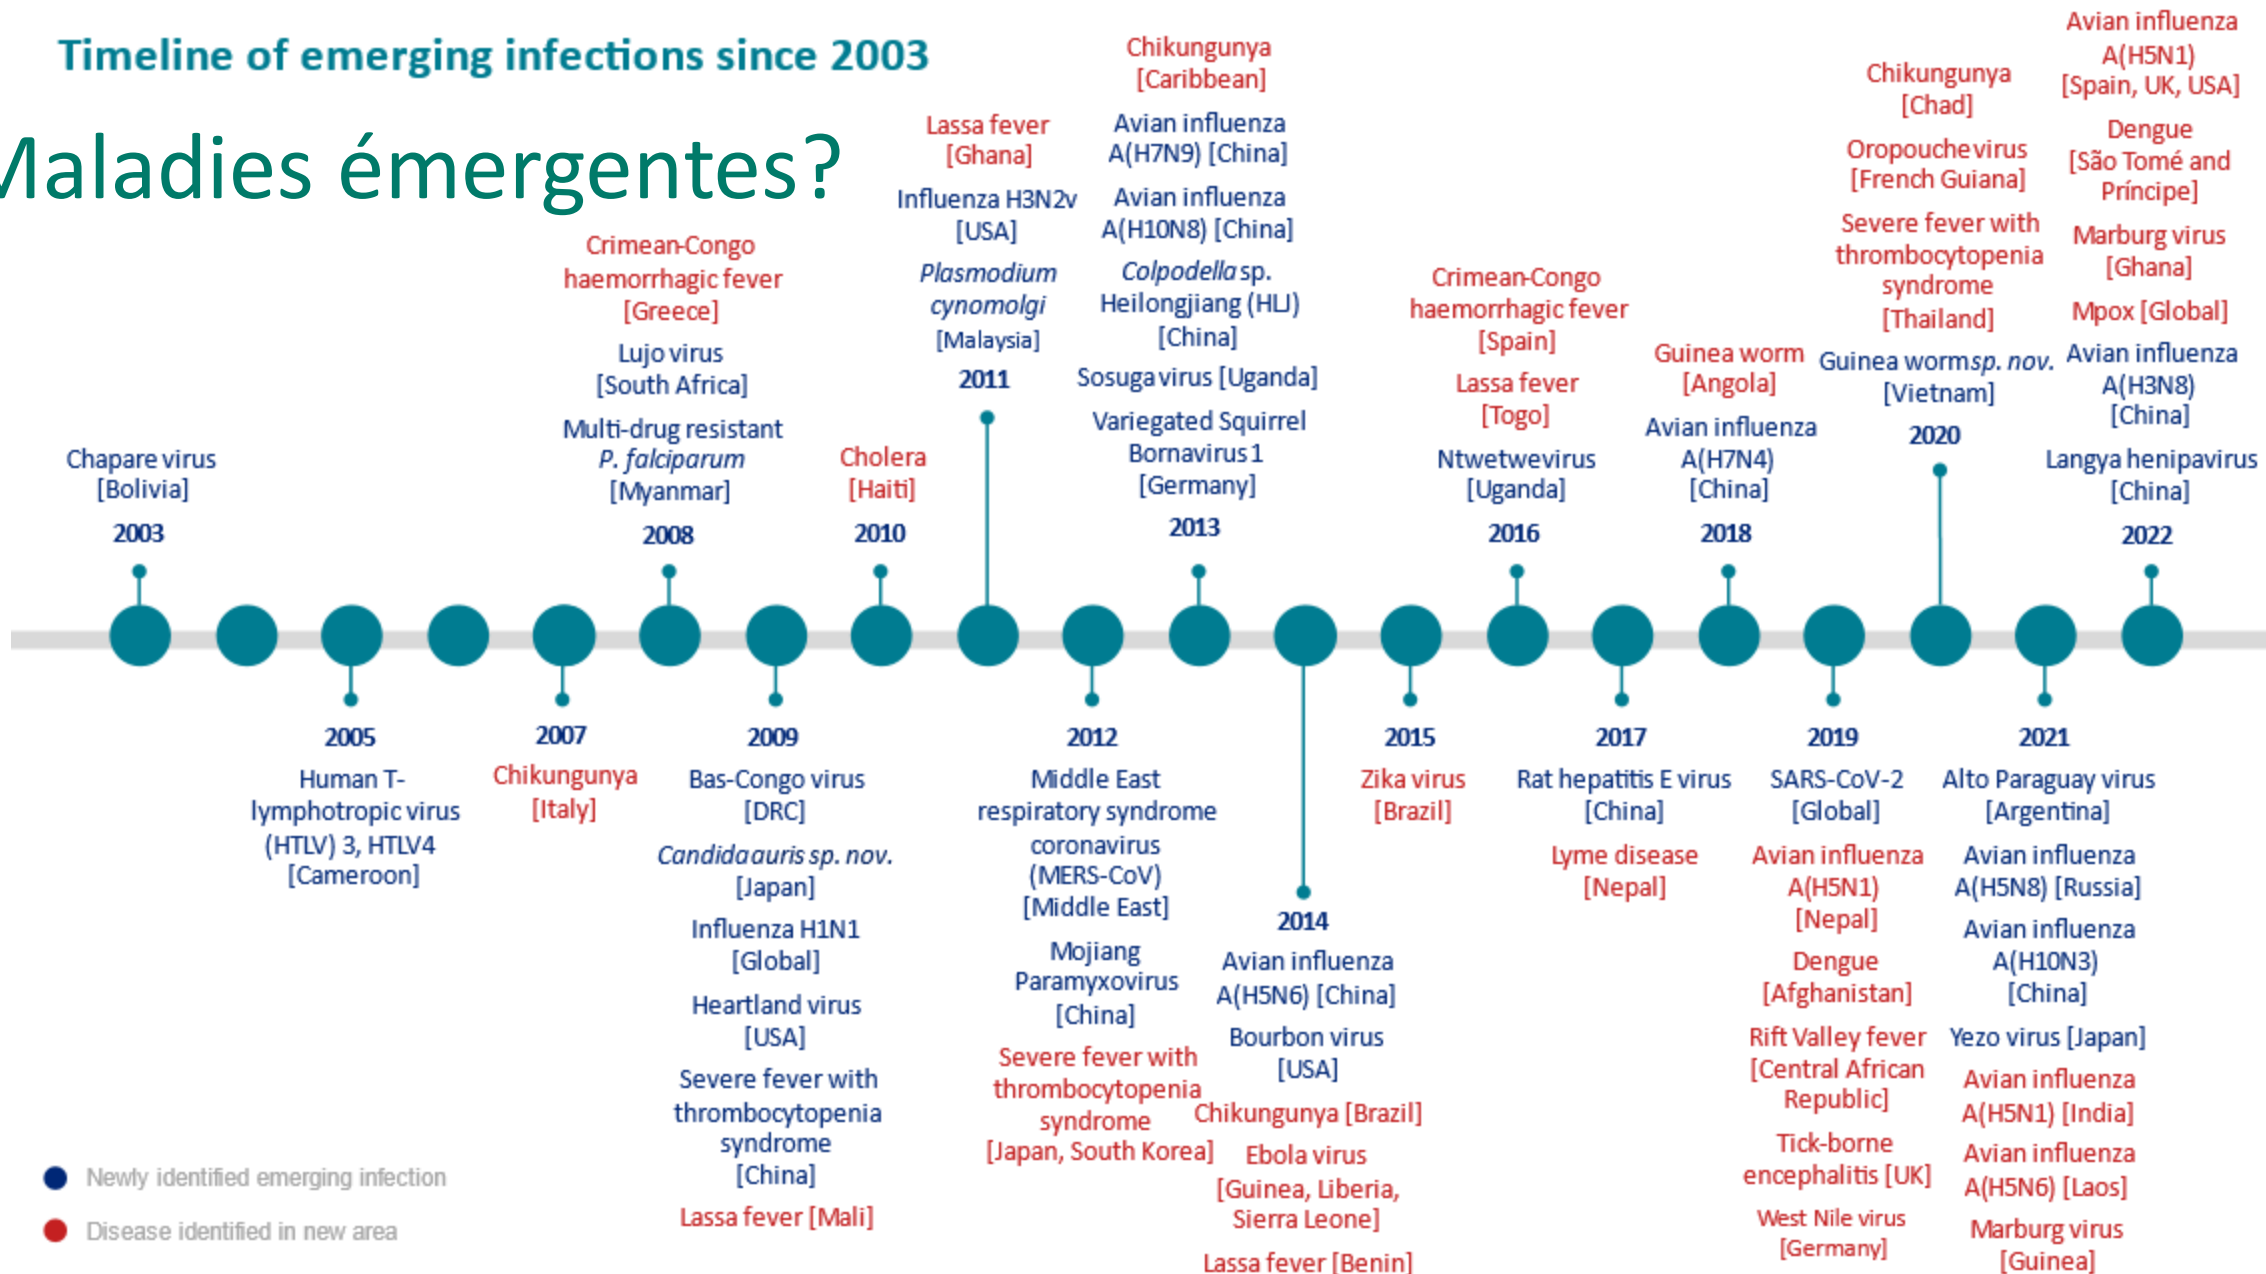 Timeline of emerging infections since 2003
Maladies émergentes?
Chapare virus
[Bolivia]
2003
Human T-
lymphotropic virus
(HTLV) 3, HTLV4
[Cameroon]
2005
Chikungunya
[Italy]
2007
Crimean-Congo
haemorrhagic fever
[Greece]
Lujo virus
[South Africa]
Multi-drug resistant
P. falciparum
[Myanmar]
2008
2009
Bas-Congo virus
[DRC]
Candida auris sp. nov.
[Japan]
Influenza H1N1
[Global]
Heartland virus
[USA]
Severe fever with
thrombocytopenia
syndrome
[China]
Lassa fever [Mali]
Cholera
[Haiti]
2010
Lassa fever
[Ghana]
Influenza H3N2v
[USA]
Plasmodium
cynomolgi
[Malaysia]
2011
2012
Middle East
respiratory syndrome
coronavirus
(MERS-CoV)
[Middle East]
Mojiang
Paramyxovirus
[China]
Severe fever with
thrombocytopenia
syndrome
[Japan, South Korea]
Chikungunya
[Caribbean]
Avian influenza
A(H7N9) [China]
Avian influenza
A(H10N8) [China]
Colpodella sp.
Heilongjiang (HLJ)
[China]
Sosuga virus [Uganda]
Variegated Squirrel
Bornavirus 1
[Germany]
2013
2014
Avian influenza
A(H5N6) [China]
Bourbon virus
[USA]
Chikungunya [Brazil]
Ebola virus
[Guinea, Liberia,
Sierra Leone]
Lassa fever [Benin]
2015
Zika virus
[Brazil]
Crimean-Congo
haemorrhagic fever
[Spain]
Lassa fever
[Togo]
Ntwetwevirus
[Uganda]
2016
2017
Rat hepatitis E virus
[China]
Lyme disease
[Nepal]
Guinea worm
[Angola]
Avian influenza
A(H7N4)
[China]
2018
2019
SARS-CoV-2
[Global]
Avian influenza
A(H5N1)
[Nepal]
Dengue
[Afghanistan]
Rift Valley fever
[Central African
Republic]
Tick-borne
encephalitis [UK]
West Nile virus
[Germany]
Chikungunya
[Chad]
Oropouche virus
[French Guiana]
Severe fever with
thrombocytopenia
syndrome
[Thailand]
Guinea worm sp. nov.
[Vietnam]
2020
2021
Alto Paraguay virus
[Argentina]
Avian influenza
A(H5N8) [Russia]
Avian influenza
A(H10N3)
[China]
Yezo virus [Japan]
Avian influenza
A(H5N1) [India]
Avian influenza
A(H5N6) [Laos]
Marburg virus
[Guinea]
Avian influenza
A(H5N1)
[Spain, UK, USA]
Dengue
[São Tomé and
Príncipe]
Marburg virus
[Ghana]
Mpox [Global]
Avian influenza
A(H3N8)
[China]
Langya henipavirus
[China]
2022
Newly identified emerging infection
Disease identified in new area